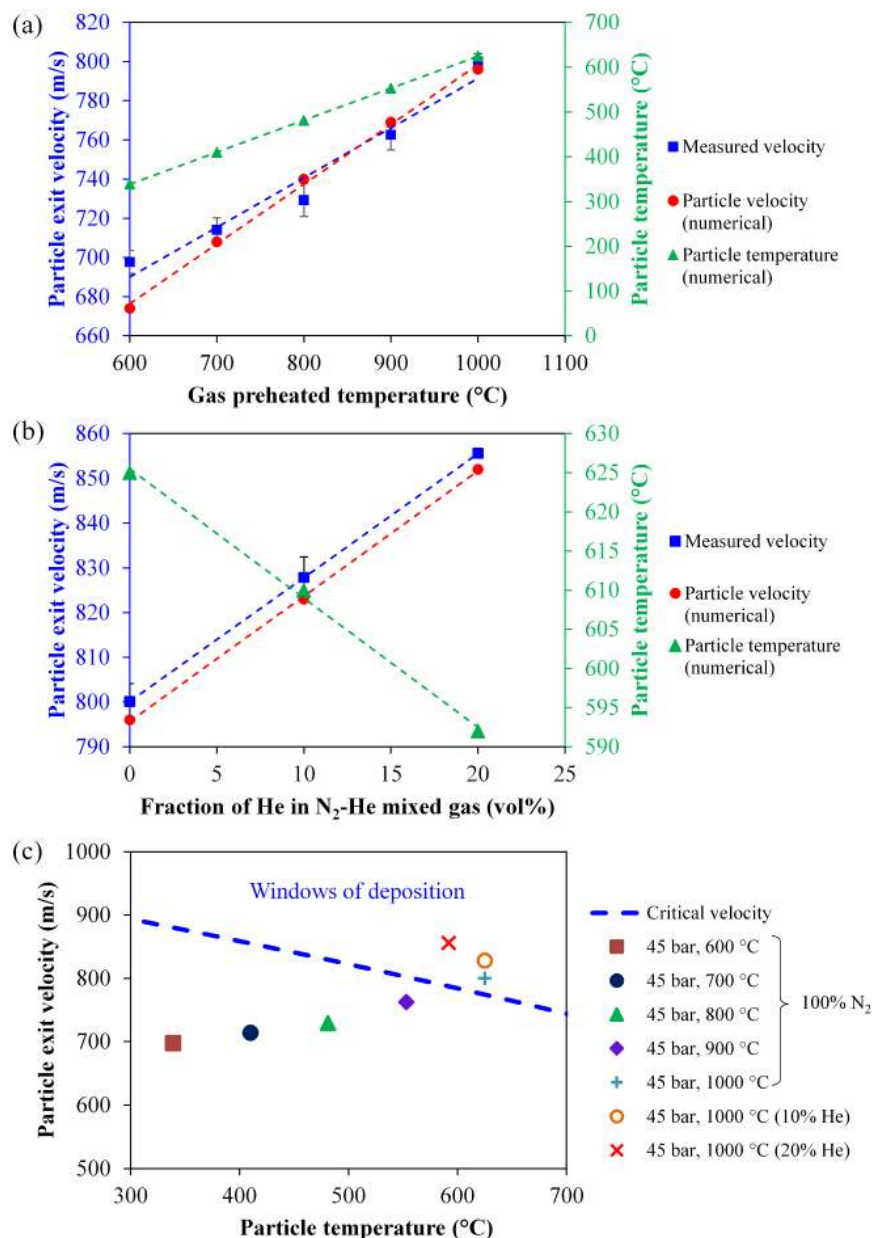 (a)
820
800
780
760
740
720
700
680
660
Particle exit velocity (m/s)
700
600
500
400
300
200
100
0
Particle temperature (°C)
600 700 800 900 1000 1100
Gas preheated temperature (°C)
Measured velocity
Particle velocity
(numerical)
Particle temperature
(numerical)
(b)
860
850
840
830
820
810
800
790
Particle exit velocity (m/s)
630
625
620
615
610
605
600
595
590
Particle temperature (°C)
0 5 10 15 20 25
Fraction of He in N₂-He mixed gas (vol%)
Measured velocity
Particle velocity
(numerical)
Particle temperature
(numerical)
(c)
1000
900
800
700
600
500
Particle exit velocity (m/s)
Windows of deposition
300 400 500 600 700
Particle temperature (°C)
Critical velocity
45 bar, 600 °C
45 bar, 700 °C
45 bar, 800 °C
45 bar, 900 °C
45 bar, 1000 °C
100% N₂
45 bar, 1000 °C (10% He)
45 bar, 1000 °C (20% He)